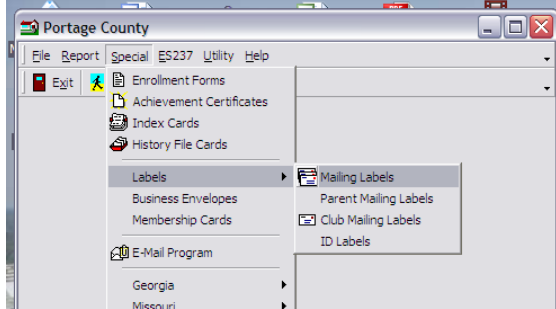 Portage County
File Report Special ES237 Utility Help
Exit
Enrollment Forms
Achievement Certificates
Index Cards
History File Cards
Labels
Business Envelopes
Membership Cards
E-Mail Program
Georgia
Missouri
Mailing Labels
Parent Mailing Labels
Club Mailing Labels
ID Labels